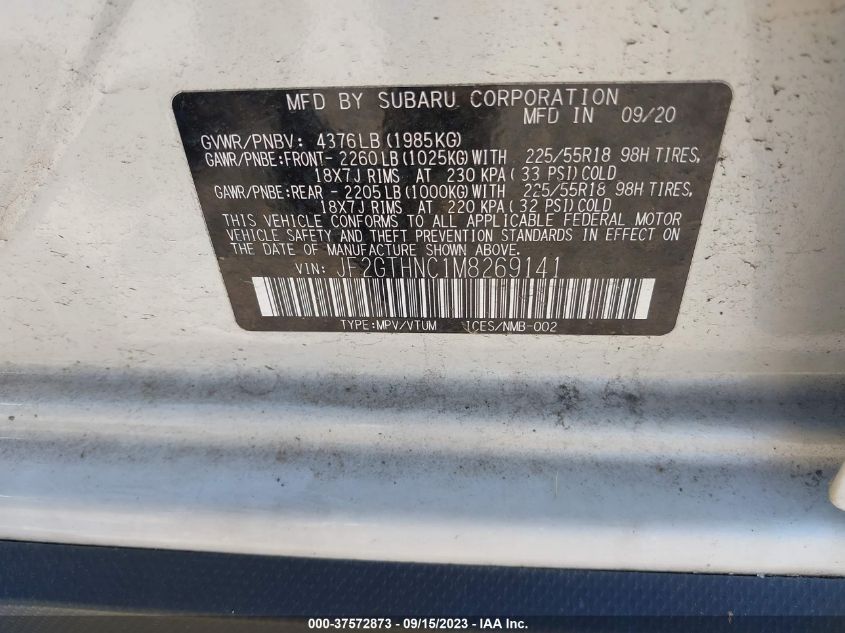 MFD BY SUBARU CORPORATION
MFD IN 09/20
GVWR/PNBV: 4376LB(1985KG)
GAWR/PNBE:FRONT- 2260LB(1025KG)WITH 225/55R18 98H TIRES,
18X7J RIMS AT 230 KPA( 33 PSI)COLD
GAWR/PNBE:REAR - 2205LB(1000KG)WITH 225/55R18 98H TIRES,
18X7J RIMS AT 220 KPA( 32 PSI)COLD
THIS VEHICLE CONFORMS TO ALL APPLICABLE FEDERAL MOTOR
VEHICLE SAFETY AND THEFT PREVENTION STANDARDS IN EFFECT ON
THE DATE OF MANUFACTURE SHOWN ABOVE.
VIN: JF2GTHNC1M8269141
TYPE:MPV/VTUM ICES/NMB-002
000-37572873 - 09/15/2023 - IAA Inc.